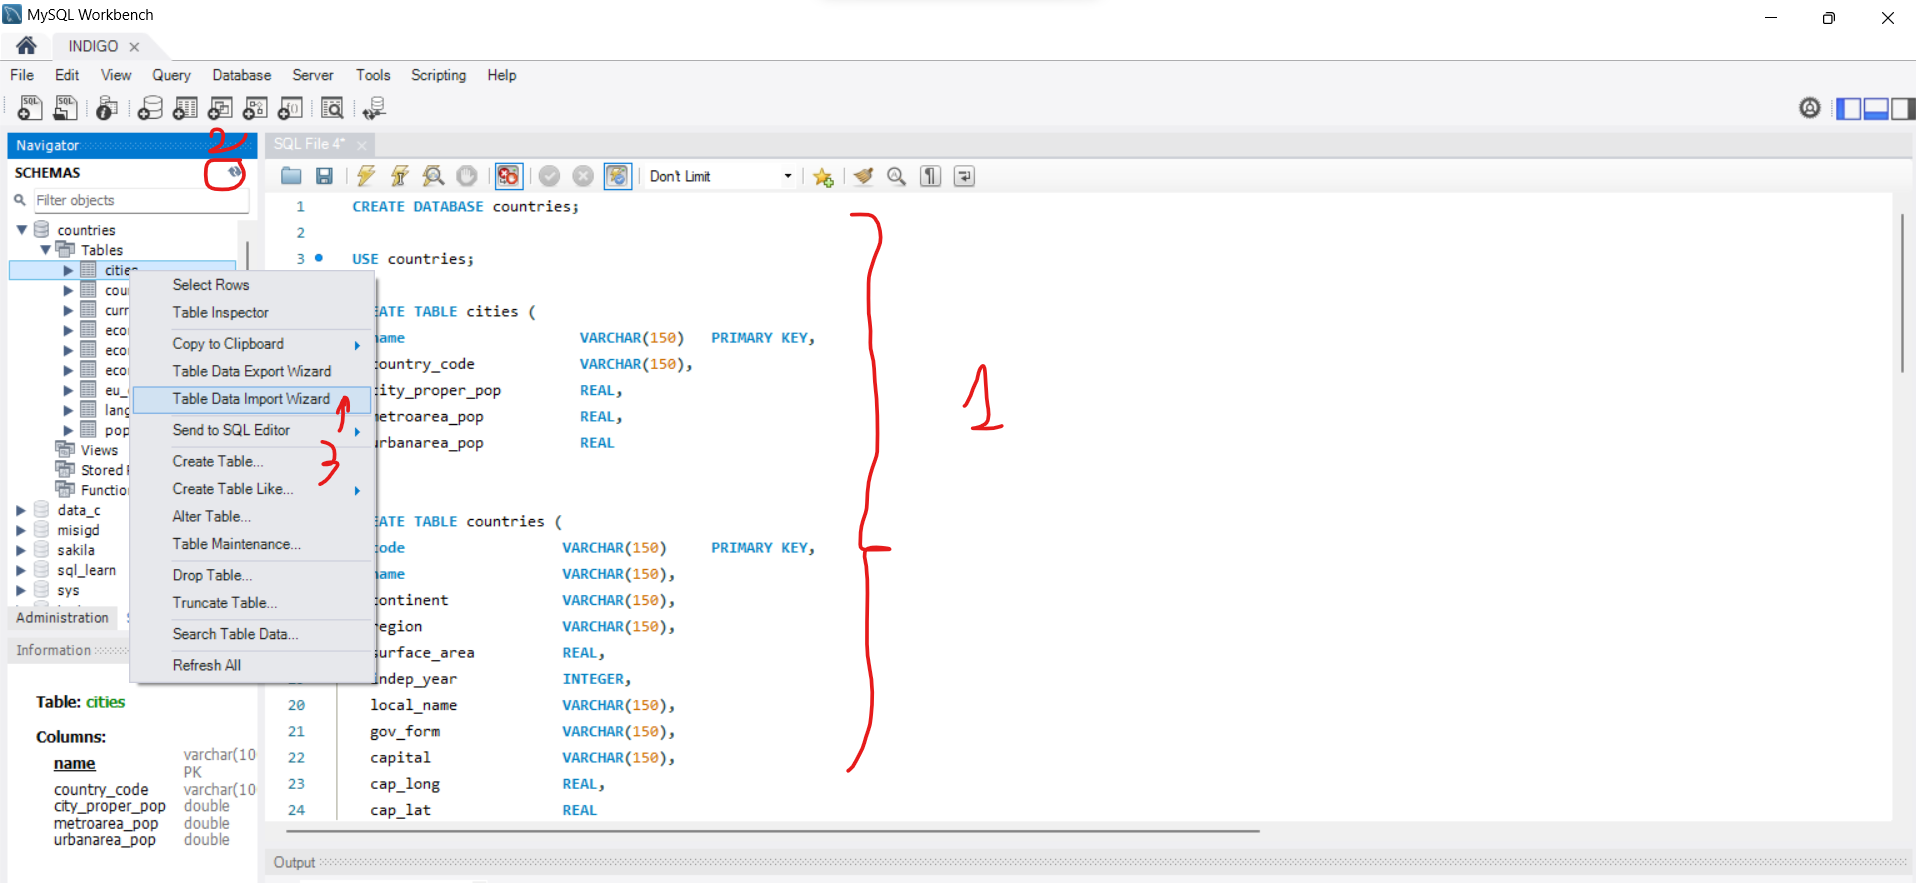 MySQL Workbench
INDIGO
File Edit View Query Database Server Tools Scripting Help
2
Navigator
SCHEMAS
Filter objects
countries
Tables
cities
cou
curr
eco
eco
eco
eu_
lang
pop
Views
Stored
Functio
data_c
misigd
sakila
sql_learn
sys
Administration
Information
Table: cities
Columns:
name varchar(10 PK
country_code varchar(10
city_proper_pop double
metroarea_pop double
urbanarea_pop double
Select Rows
Table Inspector
Copy to Clipboard
Table Data Export Wizard
Table Data Import Wizard
Send to SQL Editor
3
Create Table...
Create Table Like...
Alter Table...
Table Maintenance...
Drop Table...
Truncate Table...
Search Table Data...
Refresh All
SQL File 4*
Don't Limit
1 CREATE DATABASE countries;
2
3 USE countries;
EATE TABLE cities (
ame VARCHAR(150) PRIMARY KEY,
ountry_code VARCHAR(150),
ity_proper_pop REAL,
etroarea_pop REAL,
rbanarea_pop REAL
EATE TABLE countries (
ode VARCHAR(150) PRIMARY KEY,
ame VARCHAR(150),
ontinent VARCHAR(150),
region VARCHAR(150),
surface_area REAL,
indep_year INTEGER,
20 local_name VARCHAR(150),
21 gov_form VARCHAR(150),
22 capital VARCHAR(150),
23 cap_long REAL,
24 cap_lat REAL
1
Output